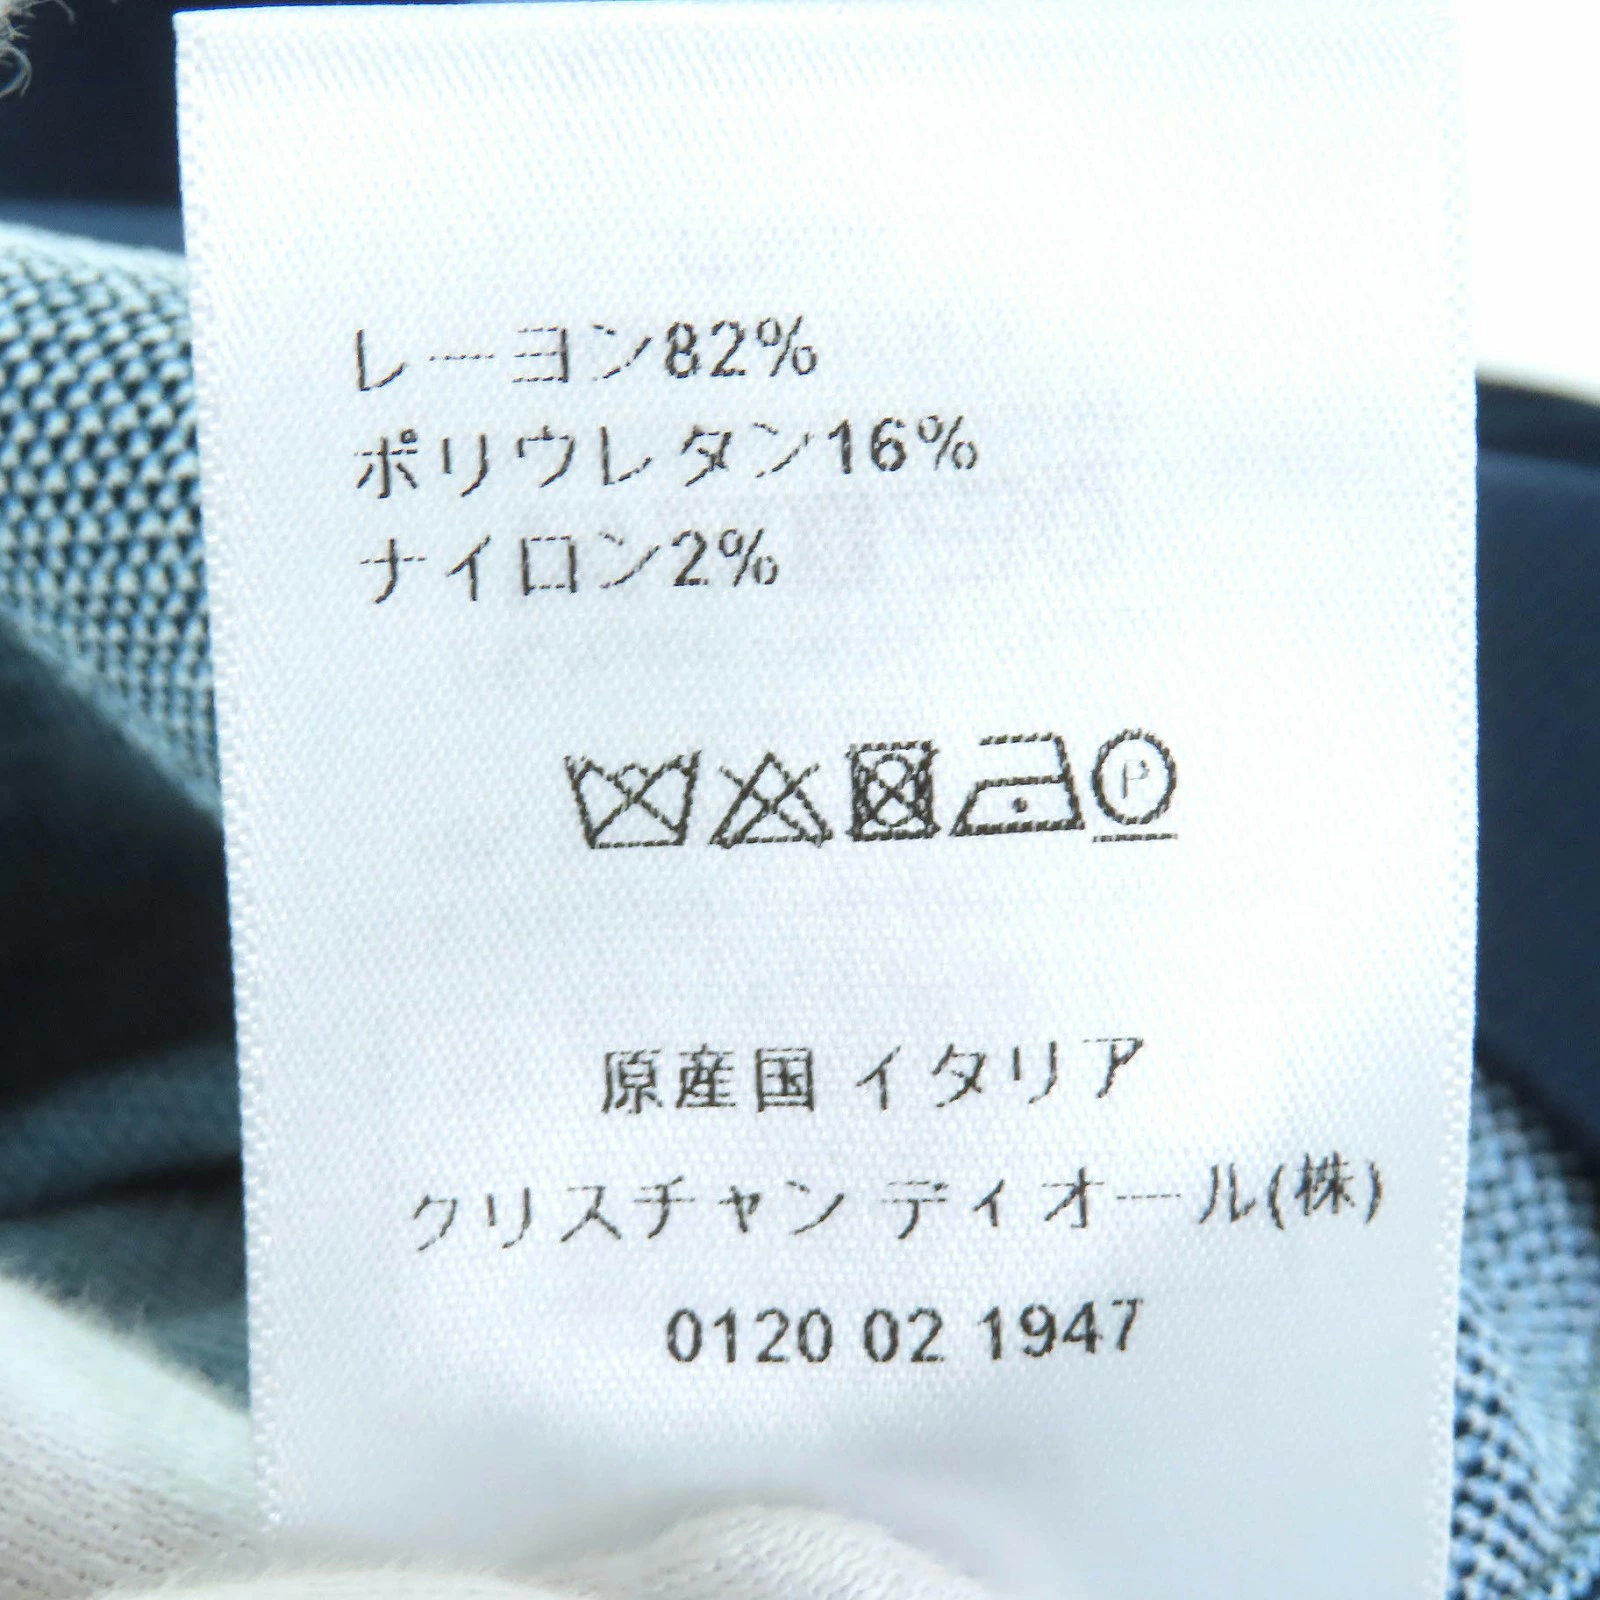 レーヨン82%
ポリウレタン16%
ナイロン2%
P
原産国 イタリア
クリスチャン ディオール(株)
0120 02 1947